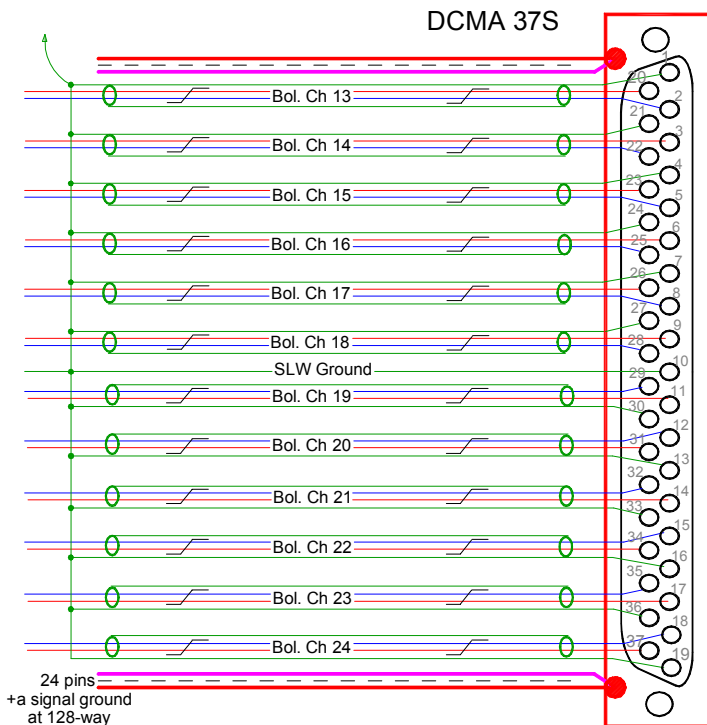 DCMA 37S
1
20
2
21
3
22
4
23
5
24
6
25
7
26
8
27
9
28
10
29
11
30
12
31
13
32
14
33
15
34
16
35
17
36
18
37
19
Bol. Ch 13
Bol. Ch 14
Bol. Ch 15
Bol. Ch 16
Bol. Ch 17
Bol. Ch 18
SLW Ground
Bol. Ch 19
Bol. Ch 20
Bol. Ch 21
Bol. Ch 22
Bol. Ch 23
Bol. Ch 24
24 pins
+a signal ground
at 128-way